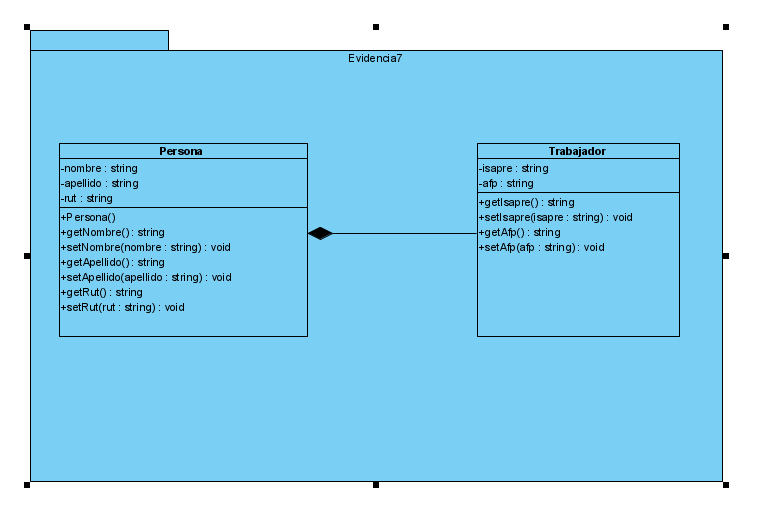 Evidencia7
Persona
-nombre : string
-apellido : string
-rut : string
+Persona()
+getNombre() : string
+setNombre(nombre : string) : void
+getApellido() : string
+setApellido(apellido : string) : void
+getRut() : string
+setRut(rut : string) : void
Trabajador
-isapre : string
-afp : string
+getIsapre() : string
+setIsapre(isapre : string) : void
+getAfp() : string
+setAfp(afp : string) : void